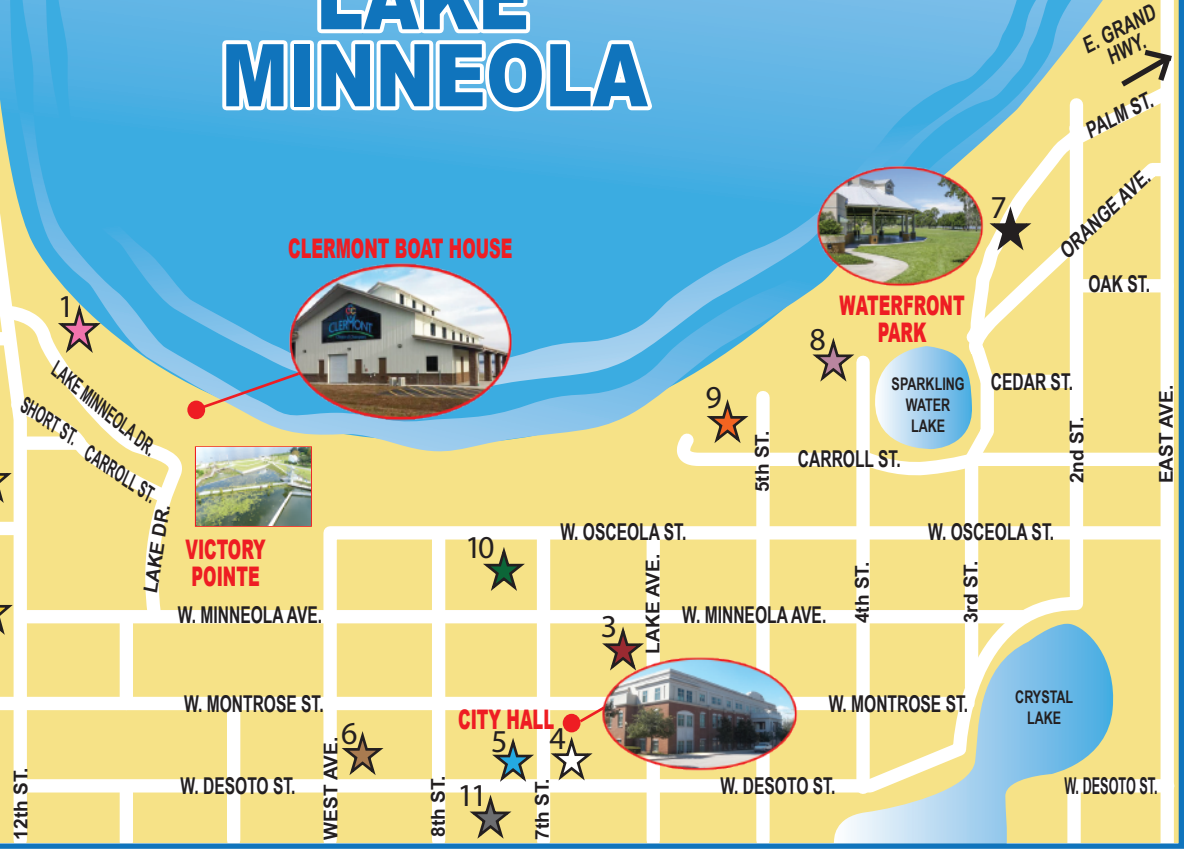 LAKE
MINNEOLA
E. GRAND
HWY.
PALM ST.
ORANGE AVE.
OAK ST.
7
CLERMONT BOAT HOUSE
CLERMONT
WATERFRONT
PARK
1
8
9
LAKE MINNEOLA DR.
SHORT ST.
CARROLL ST.
LAKE DR.
SPARKLING
WATER
LAKE
CEDAR ST.
CARROLL ST.
5th ST.
2nd ST.
EAST AVE.
VICTORY
POINTE
10
W. OSCEOLA ST.
W. OSCEOLA ST.
LAKE AVE.
4th ST.
3rd ST.
W. MINNEOLA AVE.
W. MINNEOLA AVE.
3
W. MONTROSE ST.
W. MONTROSE ST.
CITY HALL
CRYSTAL
LAKE
6
5
4
11
12th ST.
W. DESOTO ST.
WEST AVE.
8th ST.
7th ST.
W. DESOTO ST.
W. DESOTO ST.